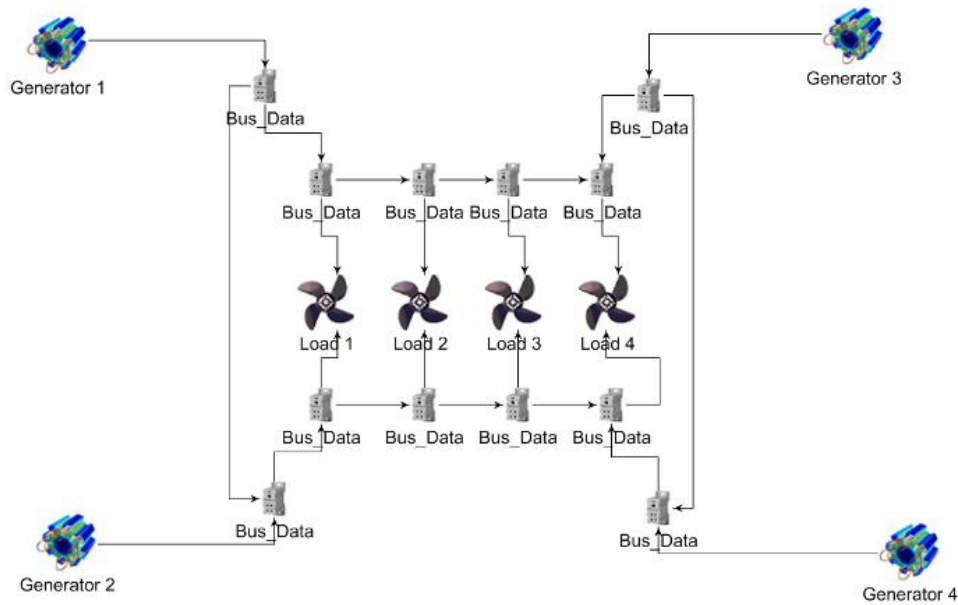 Generator 1
Generator 3
Bus_Data
Bus_Data
Bus_Data
Bus_Data
Bus_Data
Bus_Data
Load 1
Load 2
Load 3
Load 4
Bus_Data
Bus_Data
Bus_Data
Bus_Data
Bus_Data
Bus_Data
Generator 2
Generator 4